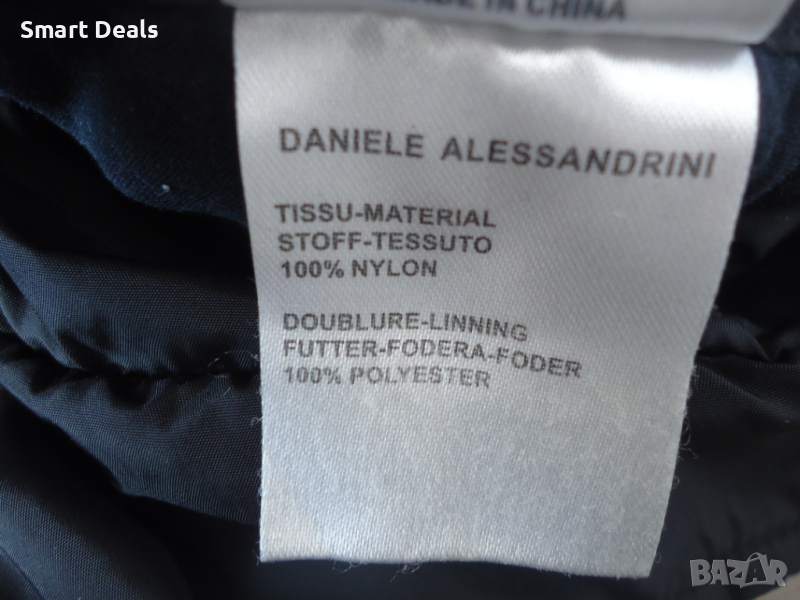 Smart Deals
MADE IN CHINA
DANIELE ALESSANDRINI
TISSU-MATERIAL
STOFF-TESSUTO
100% NYLON
DOUBLURE-LINNING
FUTTER-FODERA-FODER
100% POLYESTER
BAZAR